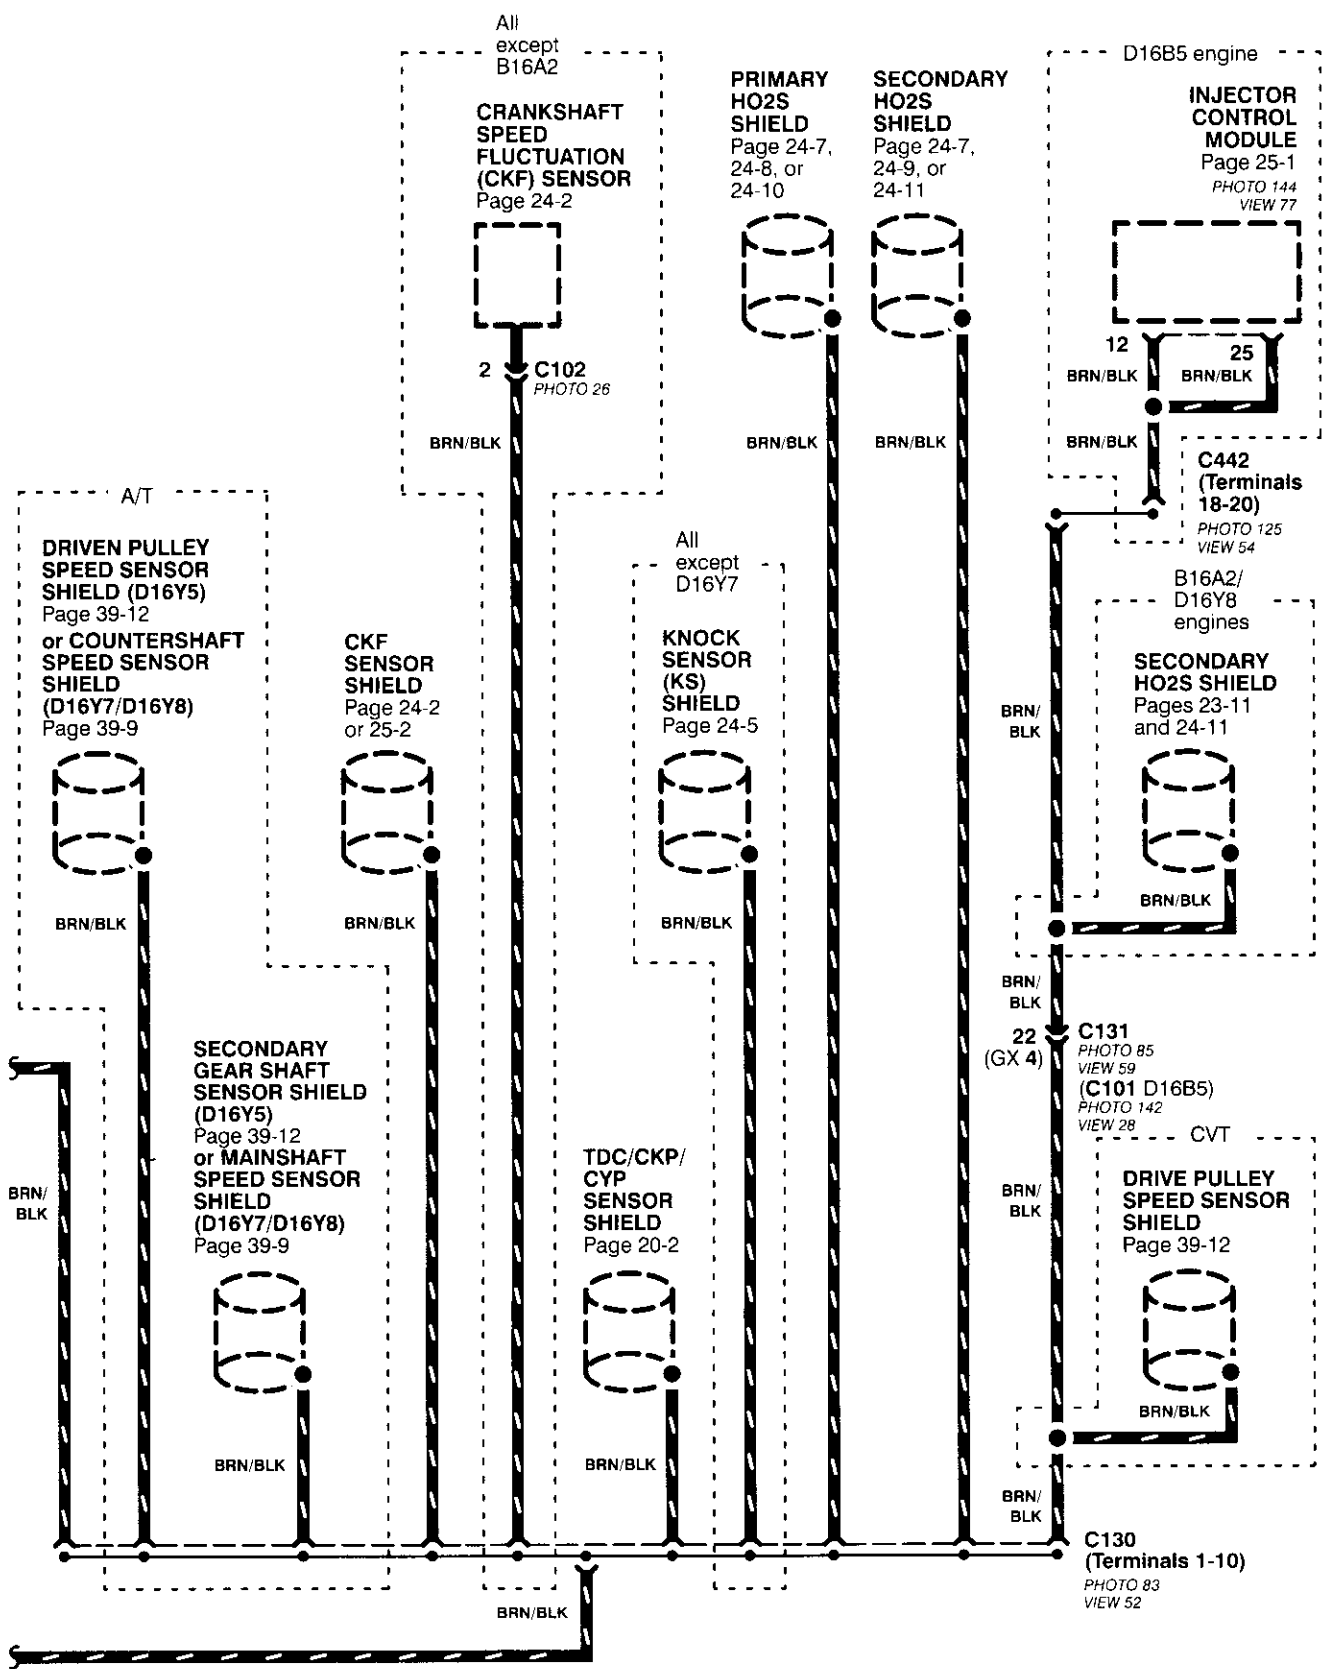 All
except
B16A2
CRANKSHAFT
SPEED
FLUCTUATION
(CKF) SENSOR
Page 24-2
2
C102
PHOTO 26
BRN/BLK
PRIMARY
HO2S
SHIELD
Page 24-7,
24-8, or
24-10
BRN/BLK
SECONDARY
HO2S
SHIELD
Page 24-7,
24-9, or
24-11
BRN/BLK
D16B5 engine
INJECTOR
CONTROL
MODULE
Page 25-1
PHOTO 144
VIEW 77
12
25
BRN/BLK
BRN/BLK
BRN/BLK
C442
(Terminals
18-20)
PHOTO 125
VIEW 54
A/T
DRIVEN PULLEY
SPEED SENSOR
SHIELD (D16Y5)
Page 39-12
or COUNTERSHAFT
SPEED SENSOR
SHIELD
(D16Y7/D16Y8)
Page 39-9
BRN/BLK
CKF
SENSOR
SHIELD
Page 24-2
or 25-2
BRN/BLK
All
except
D16Y7
KNOCK
SENSOR
(KS)
SHIELD
Page 24-5
BRN/BLK
B16A2/
D16Y8
engines
SECONDARY
HO2S SHIELD
Pages 23-11
and 24-11
BRN/
BLK
BRN/BLK
BRN/
BLK
22
(GX 4)
C131
PHOTO 85
VIEW 59
(C101 D16B5)
PHOTO 142
VIEW 28
SECONDARY
GEAR SHAFT
SENSOR SHIELD
(D16Y5)
Page 39-12
or MAINSHAFT
SPEED SENSOR
SHIELD
(D16Y7/D16Y8)
Page 39-9
BRN/
BLK
BRN/BLK
TDC/CKP/
CYP
SENSOR
SHIELD
Page 20-2
BRN/BLK
CVT
DRIVE PULLEY
SPEED SENSOR
SHIELD
Page 39-12
BRN/
BLK
BRN/BLK
BRN/
BLK
C130
(Terminals 1-10)
PHOTO 83
VIEW 52
BRN/BLK